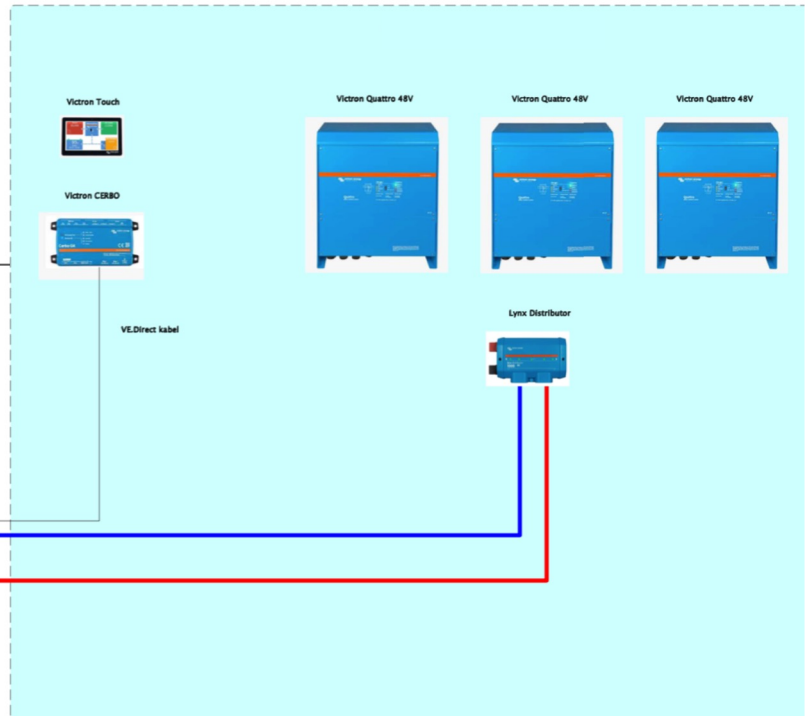 Victron Touch
Victron Quattro 48V
Victron Quattro 48V
Victron Quattro 48V
Victron CERBO
Lynx Distributor
VE.Direct kabel